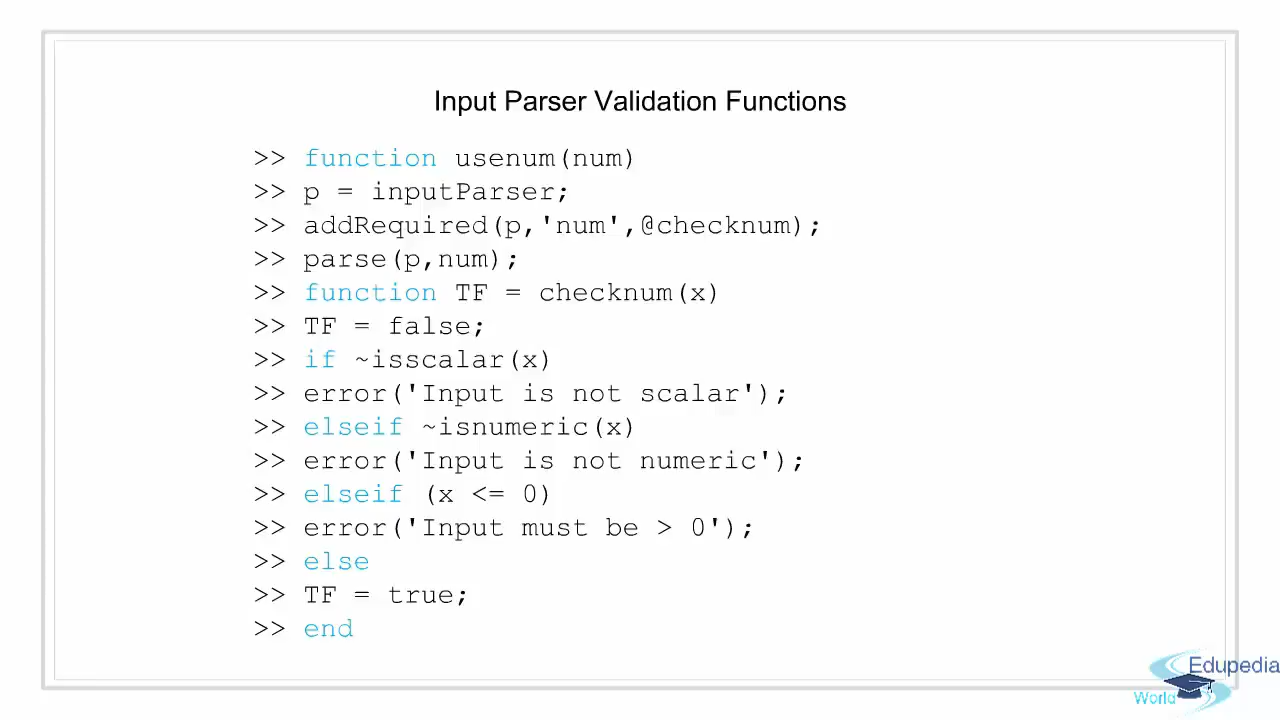 Input Parser Validation Functions
>> function usenum(num)
>> p = inputParser;
>> addRequired(p,'num',@checknum);
>> parse(p,num);
>> function TF = checknum(x)
>> TF = false;
>> if ~isscalar(x)
>> error('Input is not scalar');
>> elseif ~isnumeric(x)
>> error('Input is not numeric');
>> elseif (x <= 0)
>> error('Input must be > 0');
>> else
>> TF = true;
>> end
Edupedia
World